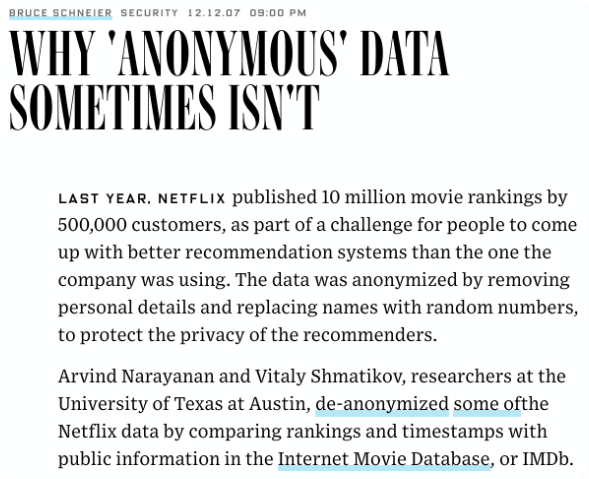 BRUCE SCHNEIER SECURITY 12.12.07 09:00 PM
WHY 'ANONYMOUS' DATA
SOMETIMES ISN'T
LAST YEAR, NETFLIX published 10 million movie rankings by
500,000 customers, as part of a challenge for people to come
up with better recommendation systems than the one the
company was using. The data was anonymized by removing
personal details and replacing names with random numbers,
to protect the privacy of the recommenders.
Arvind Narayanan and Vitaly Shmatikov, researchers at the
University of Texas at Austin, de-anonymized some ofthe
Netflix data by comparing rankings and timestamps with
public information in the Internet Movie Database, or IMDb.